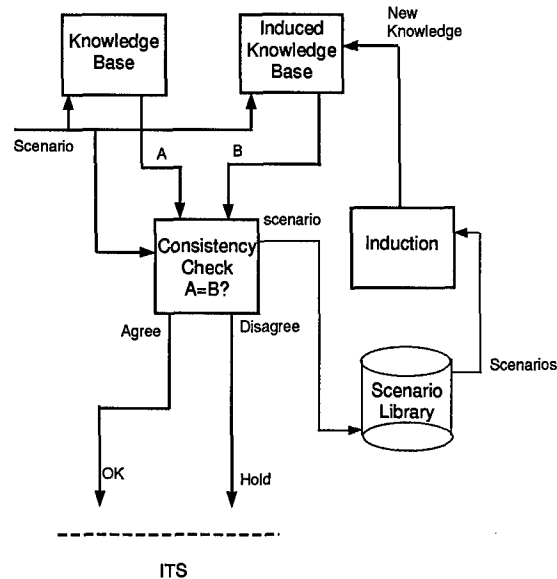 New
Knowledge
Knowledge
Base
Induced
Knowledge
Base
Scenario
A
B
scenario
Consistency
Check
A=B?
Induction
Agree
Disagree
Scenarios
Scenario
Library
OK
Hold
ITS